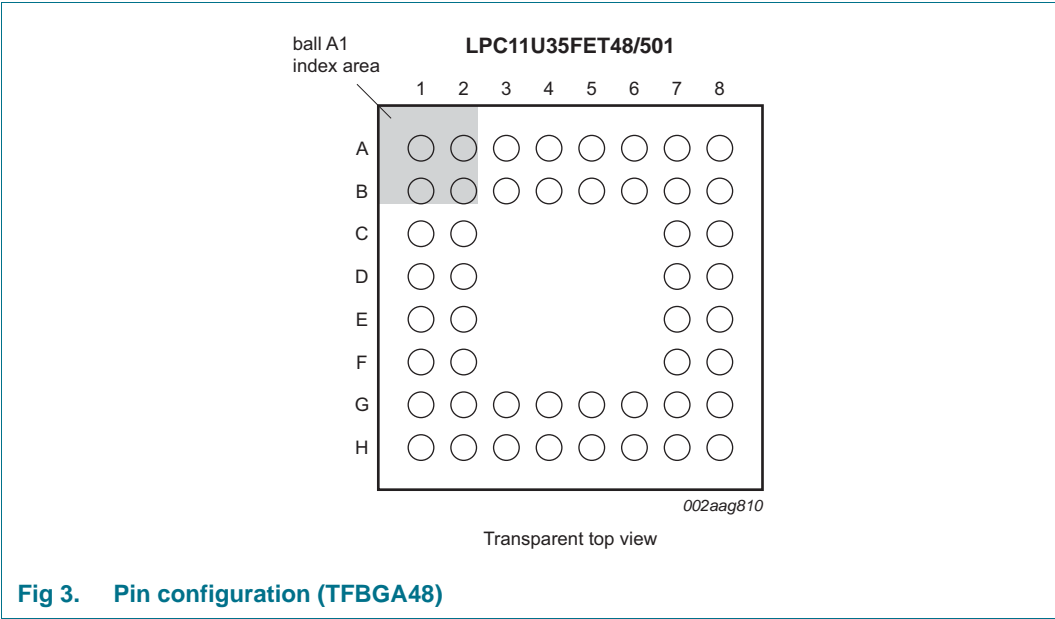 ball A1
index area
LPC11U35FET48/501
1 2 3 4 5 6 7 8
A
B
C
D
E
F
G
H
002aag810
Transparent top view
Fig 3. Pin configuration (TFBGA48)